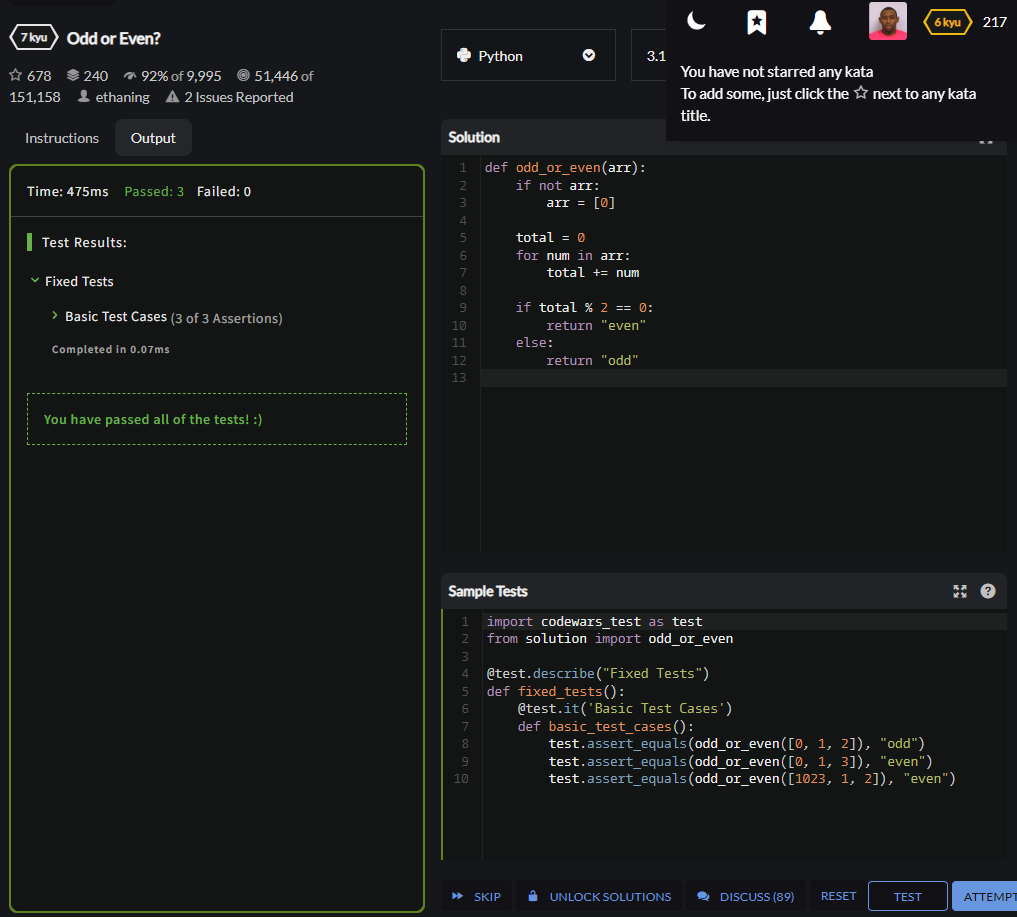 7 kyu Odd or Even?
678 240 92% of 9,995 51,446 of
151,158 ethaning 2 Issues Reported
Instructions Output
Time: 475ms Passed: 3 Failed: 0
Test Results:
Fixed Tests
Basic Test Cases (3 of 3 Assertions)
Completed in 0.07ms
You have passed all of the tests! :)
Python
3.1
6 kyu 217
You have not starred any kata
To add some, just click the ☆ next to any kata
title.
Solution
1 def odd_or_even(arr):
2     if not arr:
3         arr = [0]
4
5     total = 0
6     for num in arr:
7         total += num
8
9     if total % 2 == 0:
10         return "even"
11     else:
12         return "odd"
13
Sample Tests
1 import codewars_test as test
2 from solution import odd_or_even
3
4 @test.describe("Fixed Tests")
5 def fixed_tests():
6     @test.it('Basic Test Cases')
7     def basic_test_cases():
8         test.assert_equals(odd_or_even([0, 1, 2]), "odd")
9         test.assert_equals(odd_or_even([0, 1, 3]), "even")
10         test.assert_equals(odd_or_even([1023, 1, 2]), "even")
SKIP UNLOCK SOLUTIONS DISCUSS (89) RESET TEST ATTEMPT